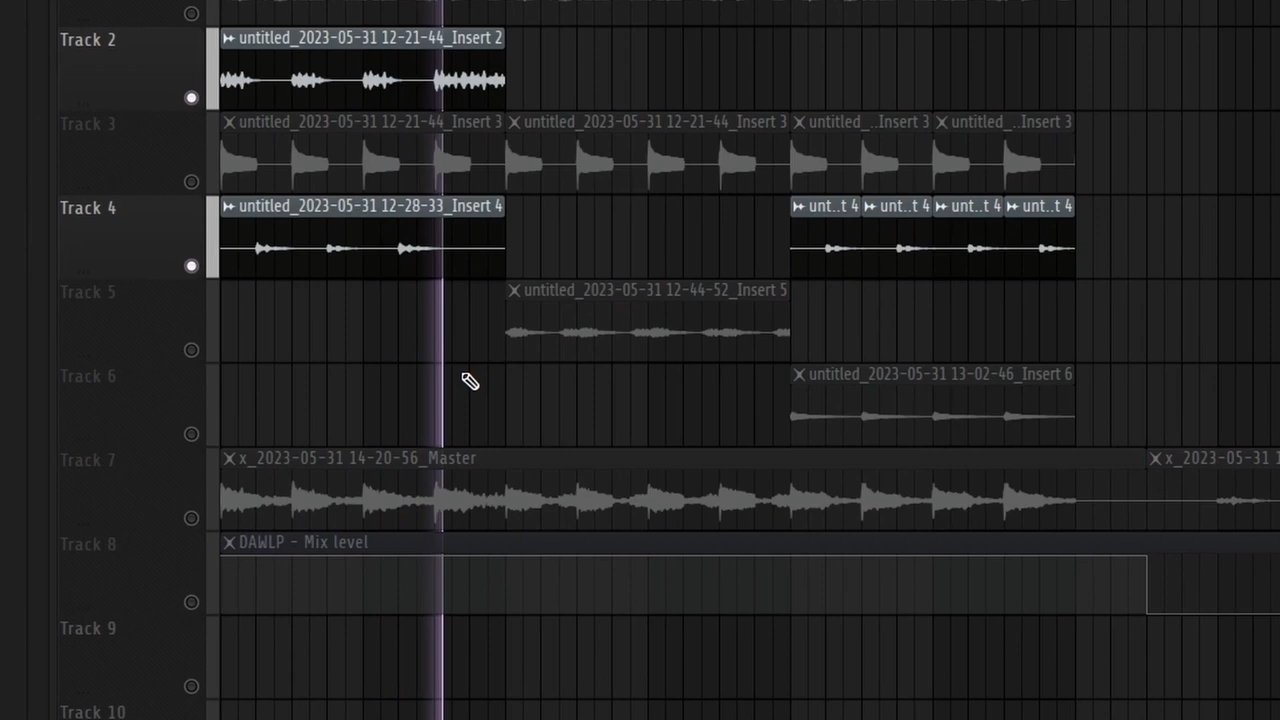 Track 2
untitled_2023-05-31 12-21-44_Insert 2
Track 3
untitled_2023-05-31 12-21-44_Insert 3
untitled_2023-05-31 12-21-44_Insert 3
untitled_...Insert 3
untitled_...Insert 3
Track 4
untitled_2023-05-31 12-28-33_Insert 4
unt..t 4
unt..t 4
unt..t 4
unt..t 4
Track 5
untitled_2023-05-31 12-44-52_Insert 5
Track 6
untitled_2023-05-31 13-02-46_Insert 6
Track 7
x_2023-05-31 14-20-56_Master
x_2023-05-31 1
Track 8
DAWLP - Mix level
Track 9
Track 10